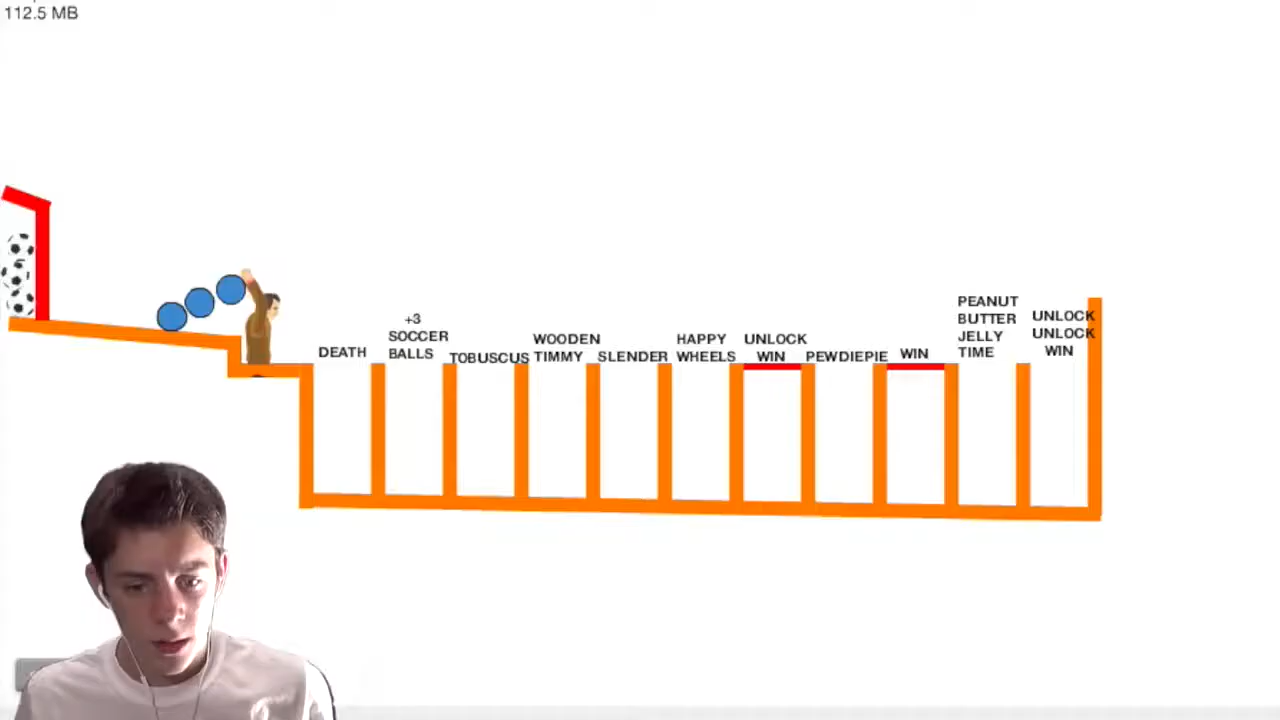 112.5 MB
DEATH
+3
SOCCER
BALLS
TOBUSCUS
WOODEN
TIMMY
SLENDER
HAPPY
WHEELS
UNLOCK
WIN
PEWDIEPIE
WIN
PEANUT
BUTTER
JELLY
TIME
UNLOCK
UNLOCK
WIN